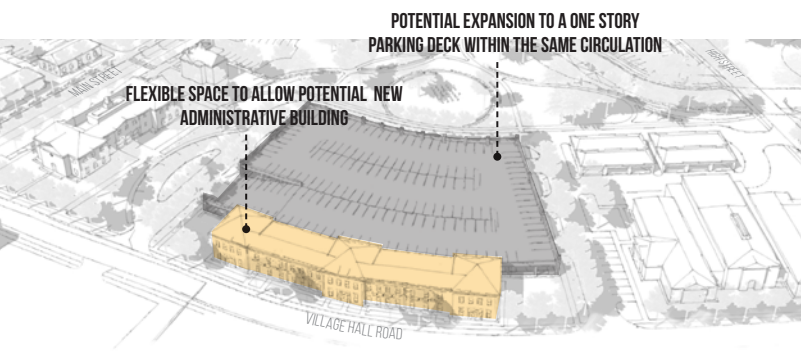 POTENTIAL EXPANSION TO A ONE STORY
PARKING DECK WITHIN THE SAME CIRCULATION
MAIN STREET
FLEXIBLE SPACE TO ALLOW POTENTIAL NEW
ADMINISTRATIVE BUILDING
VILLAGE HALL ROAD